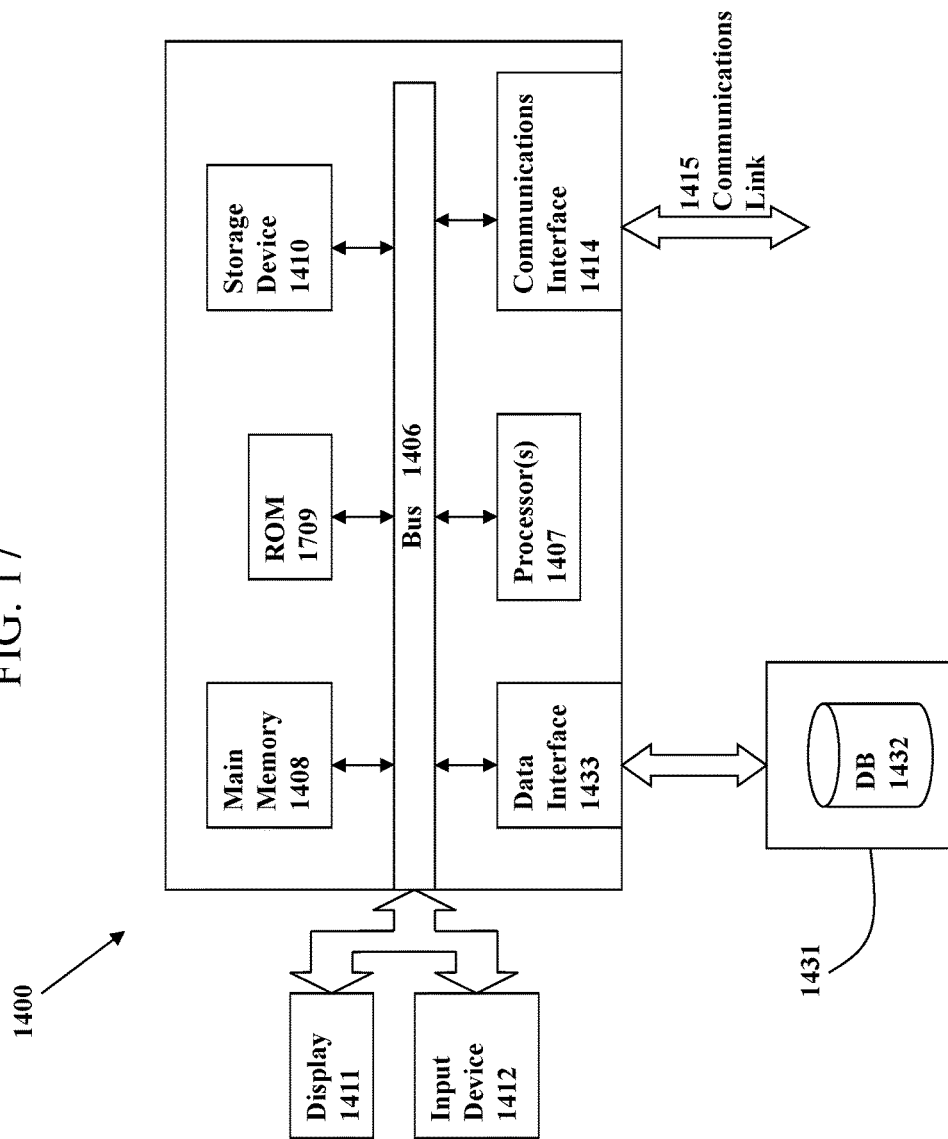 FIG. 17
1400
Main
Memory
1408
ROM
1709
Storage
Device
1410
Display
1411
Input
Device
1412
Bus 1406
Data
Interface
1433
Processor(s)
1407
Communications
Interface
1414
1415
Communications
Link
DB
1432
1431